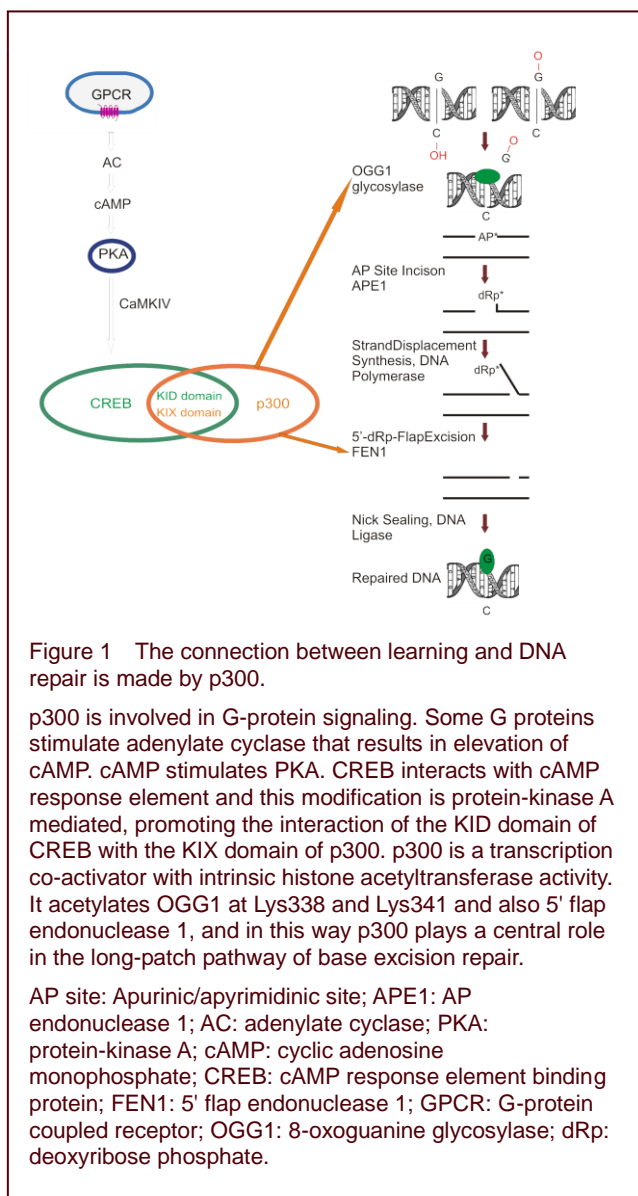 GPCR
AC
cAMP
PKA
CaMKIV
CREB
KID domain
KIX domain
p300
G
C
OH
O
G
C
OGG1
glycosylase
O
G
C
AP*
AP Site Incison
APE1
dRp*
StrandDisplacement
Synthesis, DNA
Polymerase
dRp*
5'-dRp-FlapExcision
FEN1
Nick Sealing, DNA
Ligase
Repaired DNA
G
C
Figure 1 The connection between learning and DNA
repair is made by p300.
p300 is involved in G-protein signaling. Some G proteins
stimulate adenylate cyclase that results in elevation of
cAMP. cAMP stimulates PKA. CREB interacts with cAMP
response element and this modification is protein-kinase A
mediated, promoting the interaction of the KID domain of
CREB with the KIX domain of p300. p300 is a transcription
co-activator with intrinsic histone acetyltransferase activity.
It acetylates OGG1 at Lys338 and Lys341 and also 5' flap
endonuclease 1, and in this way p300 plays a central role
in the long-patch pathway of base excision repair.
AP site: Apurinic/apyrimidinic site; APE1: AP
endonuclease 1; AC: adenylate cyclase; PKA:
protein-kinase A; cAMP: cyclic adenosine
monophosphate; CREB: cAMP response element binding
protein; FEN1: 5' flap endonuclease 1; GPCR: G-protein
coupled receptor; OGG1: 8-oxoguanine glycosylase; dRp:
deoxyribose phosphate.